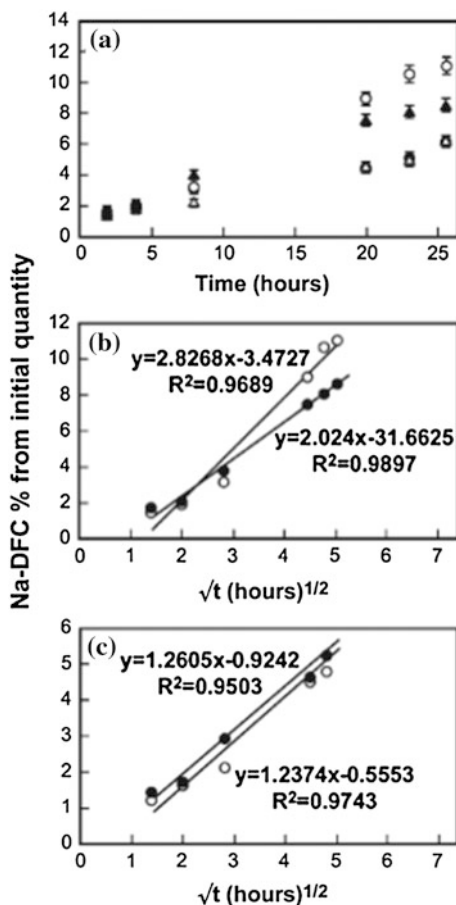 Na-DFC % from initial quantity
(a)
14
12
10
8
6
4
2
0
0 5 10 15 20 25
Time (hours)
(b)
12
10
8
6
4
2
0
y=2.8268x-3.4727
R²=0.9689
y=2.024x-31.6625
R²=0.9897
0 1 2 3 4 5 6 7
√t (hours)¹/²
(c)
6
5
4
3
2
1
0
y=1.2605x-0.9242
R²=0.9503
y=1.2374x-0.5553
R²=0.9743
0 1 2 3 4 5 6 7
√t (hours)¹/²